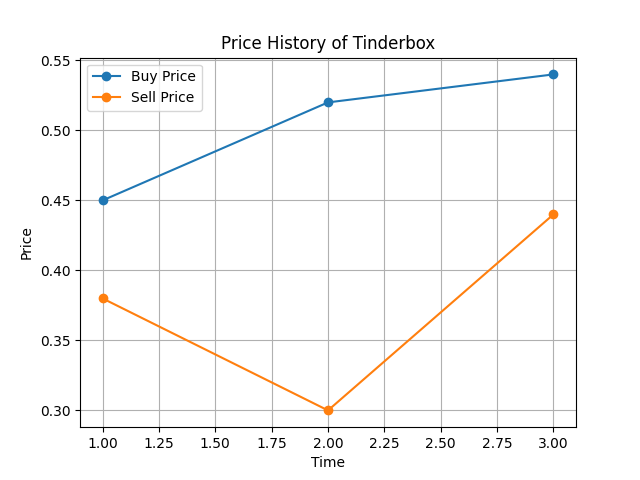 Price History of Tinderbox
0.55
0.50
0.45
0.40
0.35
0.30
Price
Buy Price
Sell Price
1.00 1.25 1.50 1.75 2.00 2.25 2.50 2.75 3.00
Time